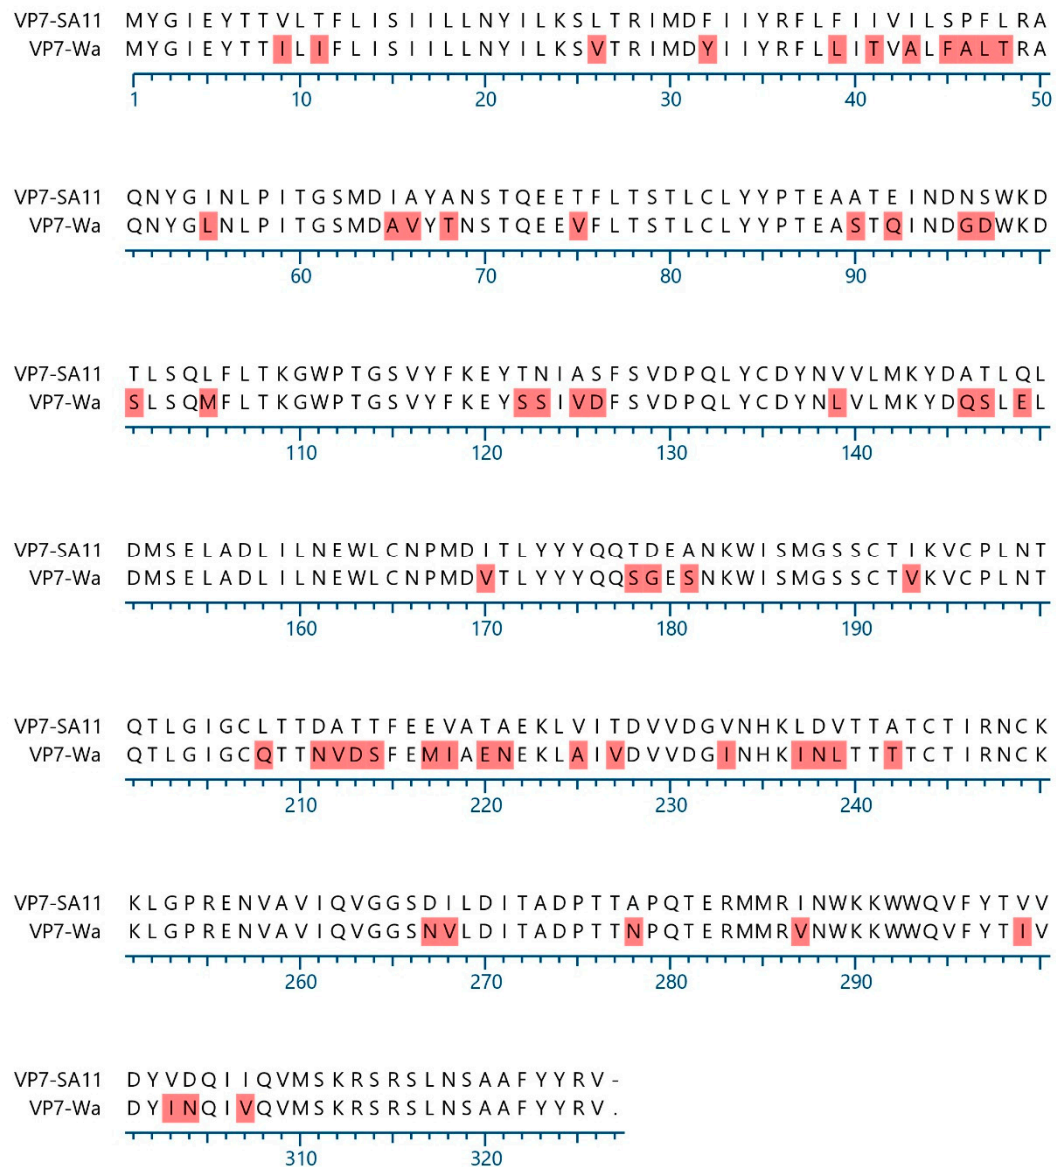 VP7-SA11 MYGIEYTTVLTFLISIILLNYILKSLTRIMDFIIYRFLFIIVILSPFLRA
VP7-Wa MYGIEYTTILIFLISIILLNYILKSVTRIMDYIIYRFLLITVALFALTRA
1 10 20 30 40 50
VP7-SA11 QNYGINLPITGSMDIAYANSTQEETFLTSTLCLYYPTEAATEINDNSWKD
VP7-Wa QNYGLNLPITGSMDAVYTNSTQEEVFLTSTLCLYYPTEASTQINDGDWKD
60 70 80 90
VP7-SA11 TLSQLFLTKGWPTGSVYFKEYTNIASFSVDPQLYCDYNVVLMKYDATLQL
VP7-Wa SLSQMFLTKGWPTGSVYFKEYSSIVDFSVDPQLYCDYNLVLMKYDQSLEL
110 120 130 140
VP7-SA11 DMSELADLILNEWLCNPMDITLYYYQQTDEANKWISMGSSCTIKVCPLNT
VP7-Wa DMSELADLILNEWLCNPMDVTLYYYQQSGESNKWISMGSSCTVKVCPLNT
160 170 180 190
VP7-SA11 QTLGIGCLTTDATTFEEVATAEKLVITDVVDGVNHKLDVTTATCTIRNCK
VP7-Wa QTLGIGCQTTNVDSFEMIAENEKLAIVDVVDGINHKINLTTTTCTIRNCK
210 220 230 240
VP7-SA11 KLGPRENVAVIQVGGSDILDITADPTTAPQTERMMRINWKKWWQVFYTVV
VP7-Wa KLGPRENVAVIQVGGSNVLDITADPTTNPQTERMMRVNWKKWWQVFYTIV
260 270 280 290
VP7-SA11 DYVDQIIQVMSKRSRSLNSAAFYYRV-
VP7-Wa DYINQIVQVMSKRSRSLNSAAFYYRV.
310 320